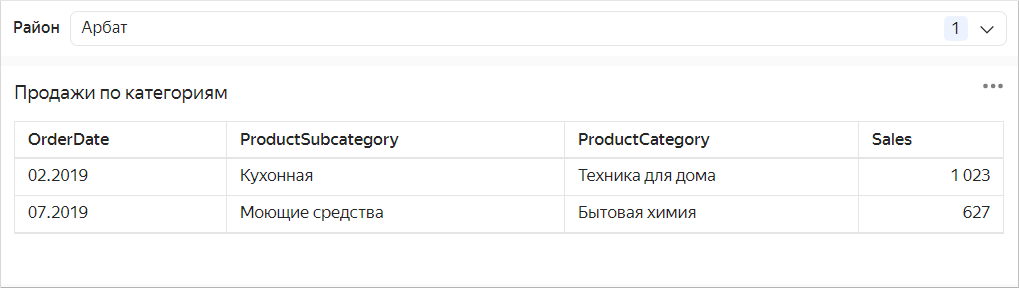 Район Арбат 1
Продажи по категориям
OrderDate ProductSubcategory ProductCategory Sales
02.2019 Кухонная Техника для дома 1 023
07.2019 Моющие средства Бытовая химия 627